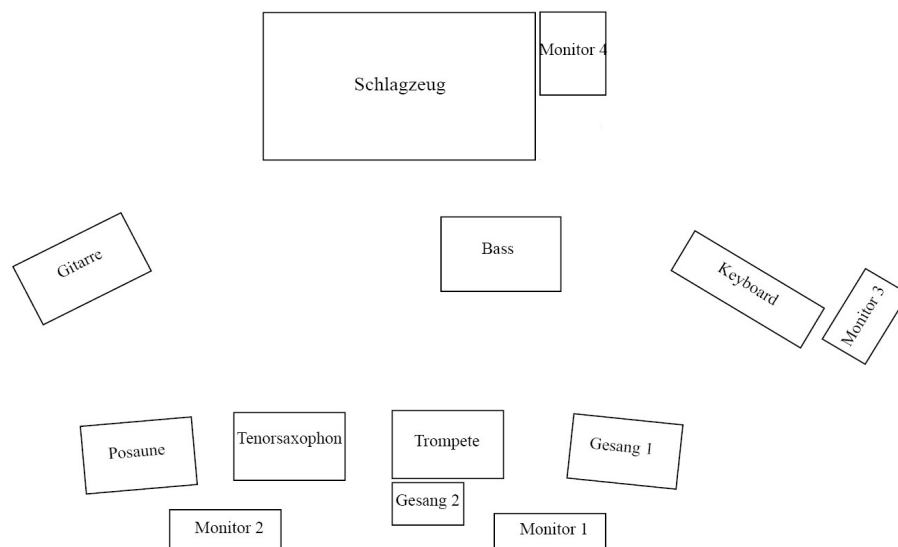 Schlagzeug
Monitor 4
Gitarre
Bass
Keyboard
Monitor 3
Posaune
Tenorsaxophon
Trompete
Gesang 1
Gesang 2
Monitor 2
Monitor 1